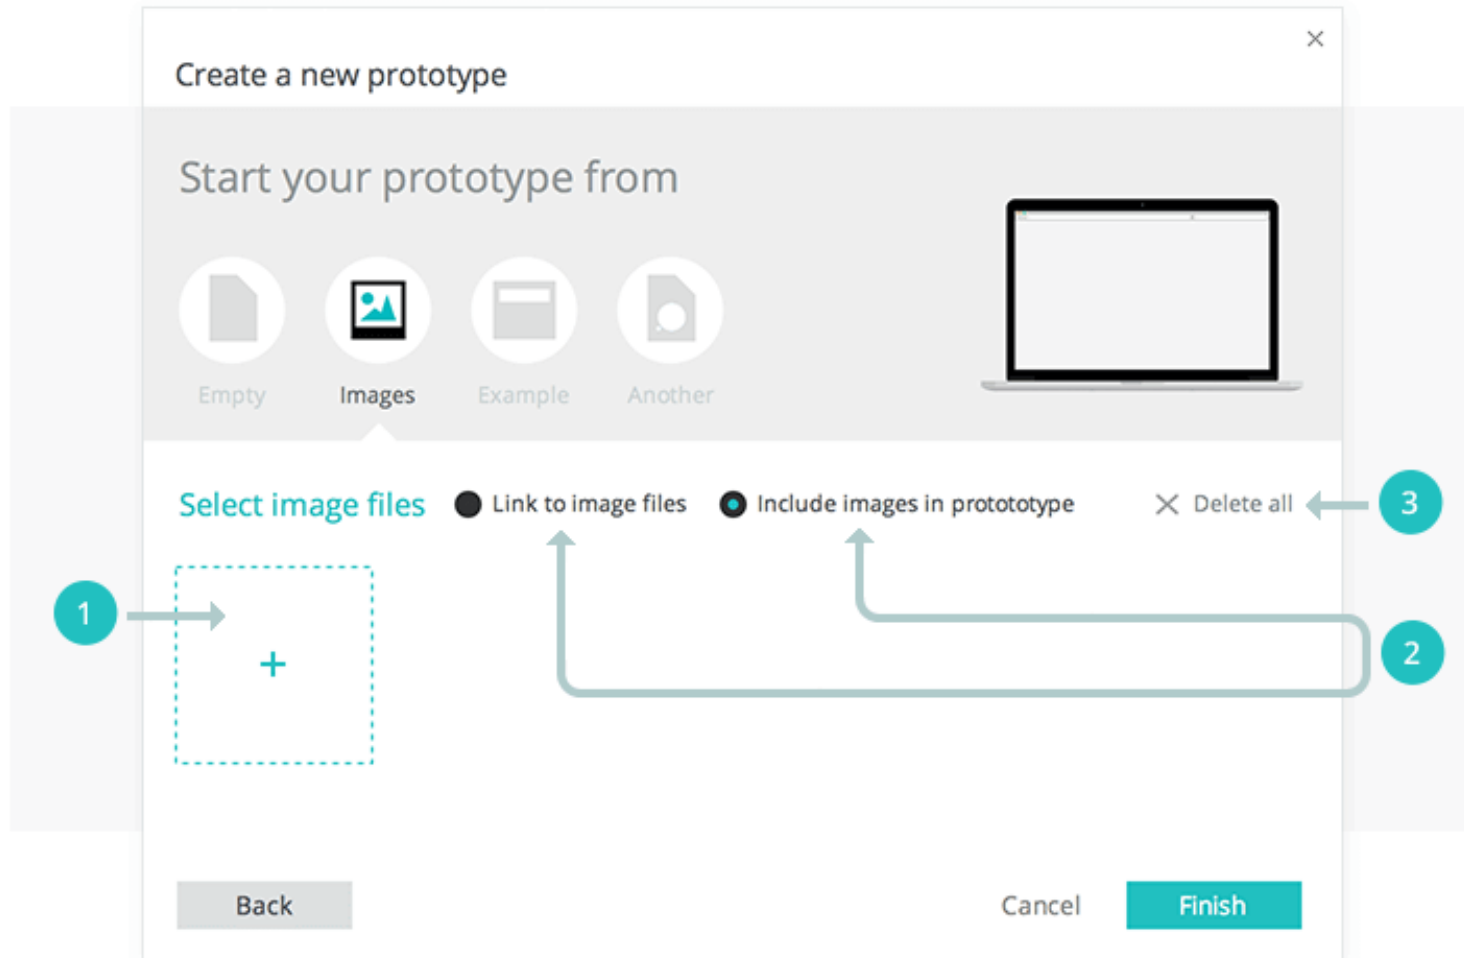 Create a new prototype
Start your prototype from
Empty Images Example Another
Select image files Link to image files Include images in protototype Delete all 3
1
2
Back Cancel Finish